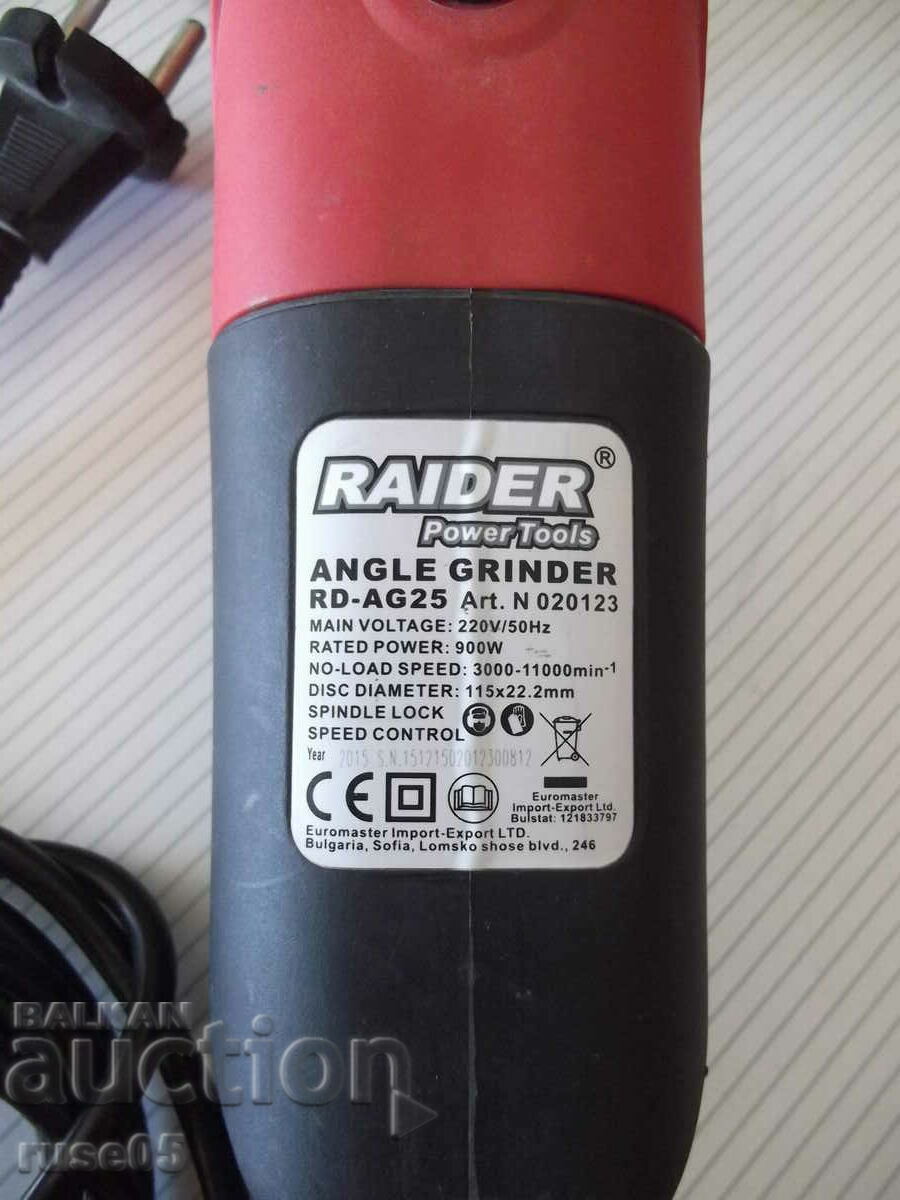 RAIDER®
Power Tools
ANGLE GRINDER
RD-AG25 Art. N 020123
MAIN VOLTAGE: 220V/50Hz
RATED POWER: 900W
NO-LOAD SPEED: 3000-11000min-1
DISC DIAMETER: 115x22.2mm
SPINDLE LOCK
SPEED CONTROL
Year 2015 S.N.15121502012300812
CE
Euromaster
Import-Export Ltd.
Bulstat: 121833797
Euromaster Import-Export LTD.
Bulgaria, Sofia, Lomsko shose blvd., 246
BALKAN
auction
ruse05